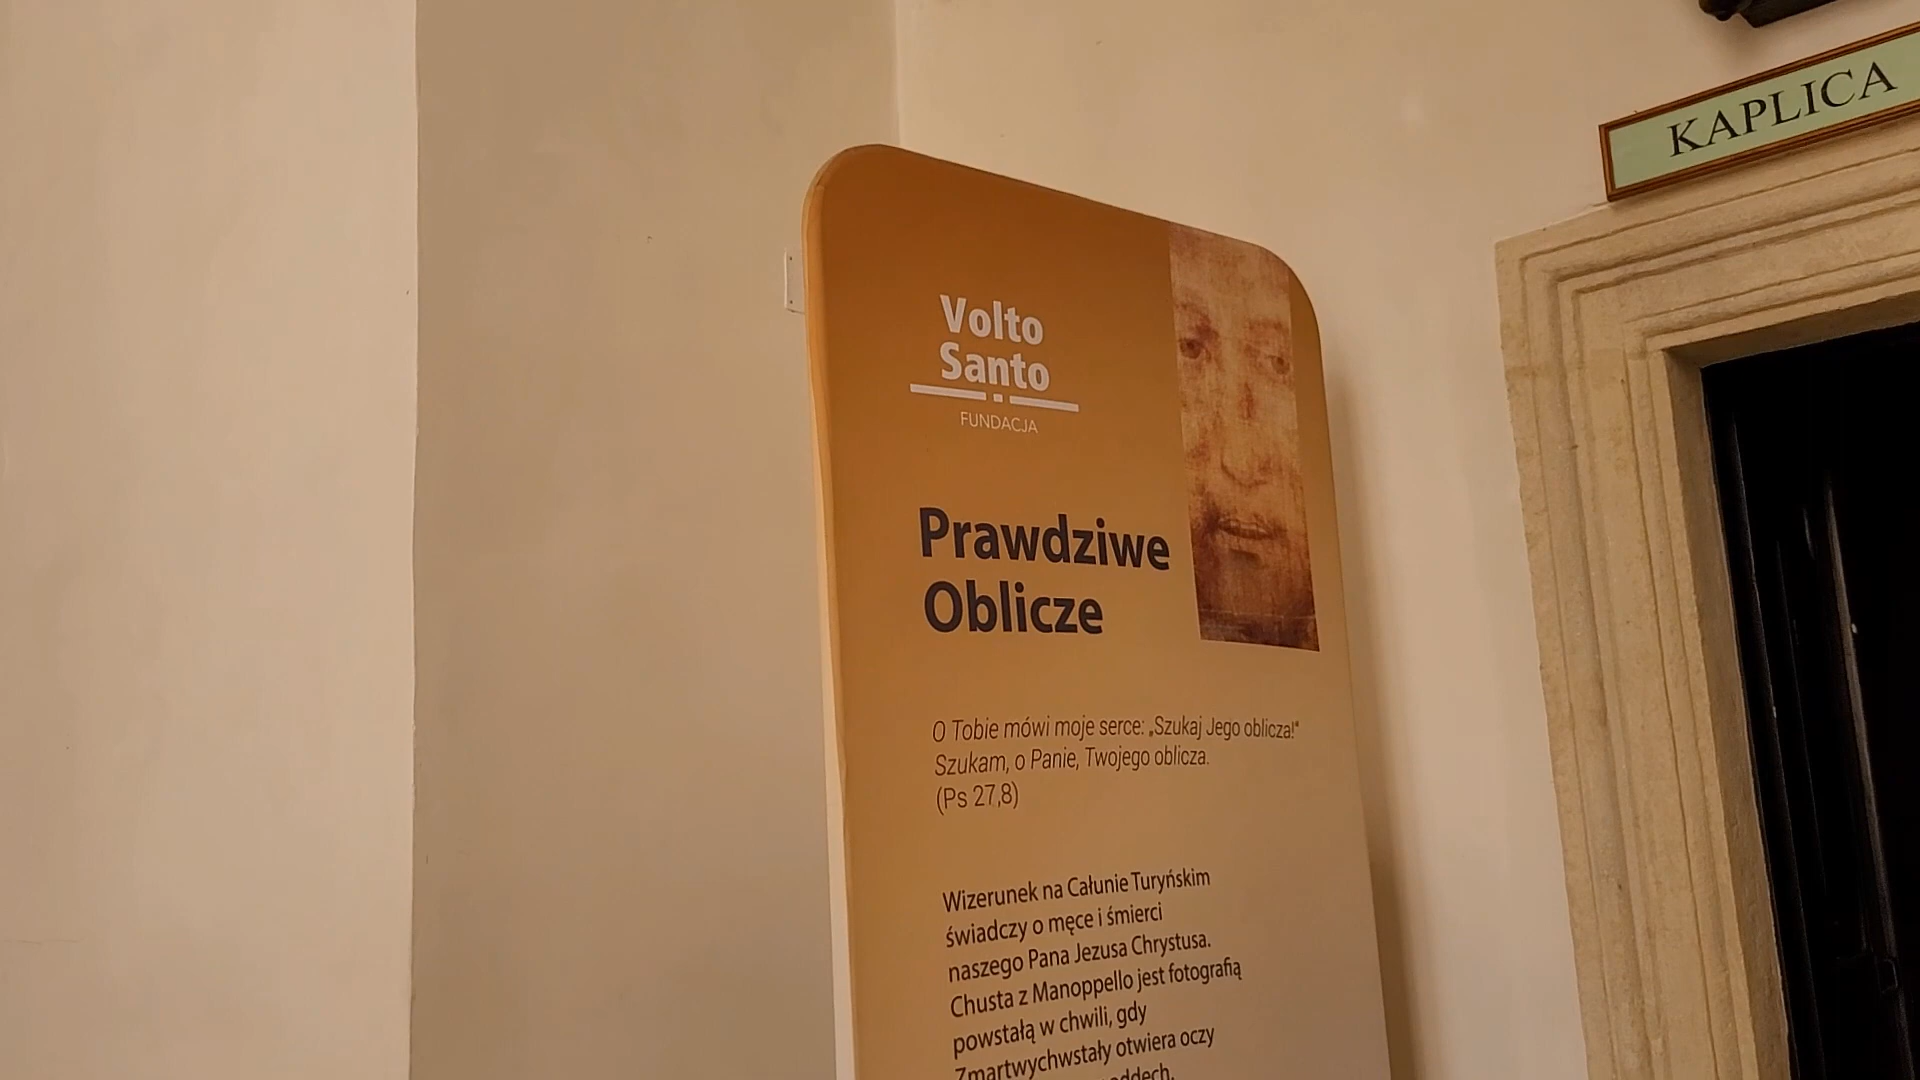 KAPLICA
Volto
Santo
FUNDACJA
Prawdziwe
Oblicze
O Tobie mówi moje serce: „Szukaj Jego oblicza!"
Szukam, o Panie, Twojego oblicza.
(Ps 27,8)
Wizerunek na Całunie Turyńskim
świadczy o męce i śmierci
naszego Pana Jezusa Chrystusa.
Chusta z Manoppello jest fotografią
powstałą w chwili, gdy
Zmartwychwstały otwiera oczy